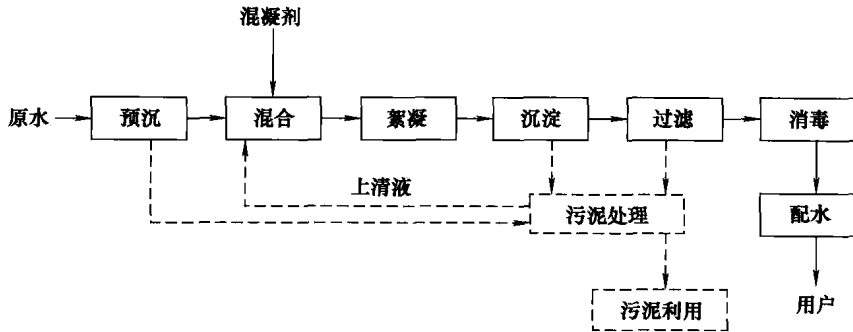 混凝剂
原水
预沉
混合
絮凝
沉淀
过滤
消毒
上清液
污泥处理
配水
污泥利用
用户